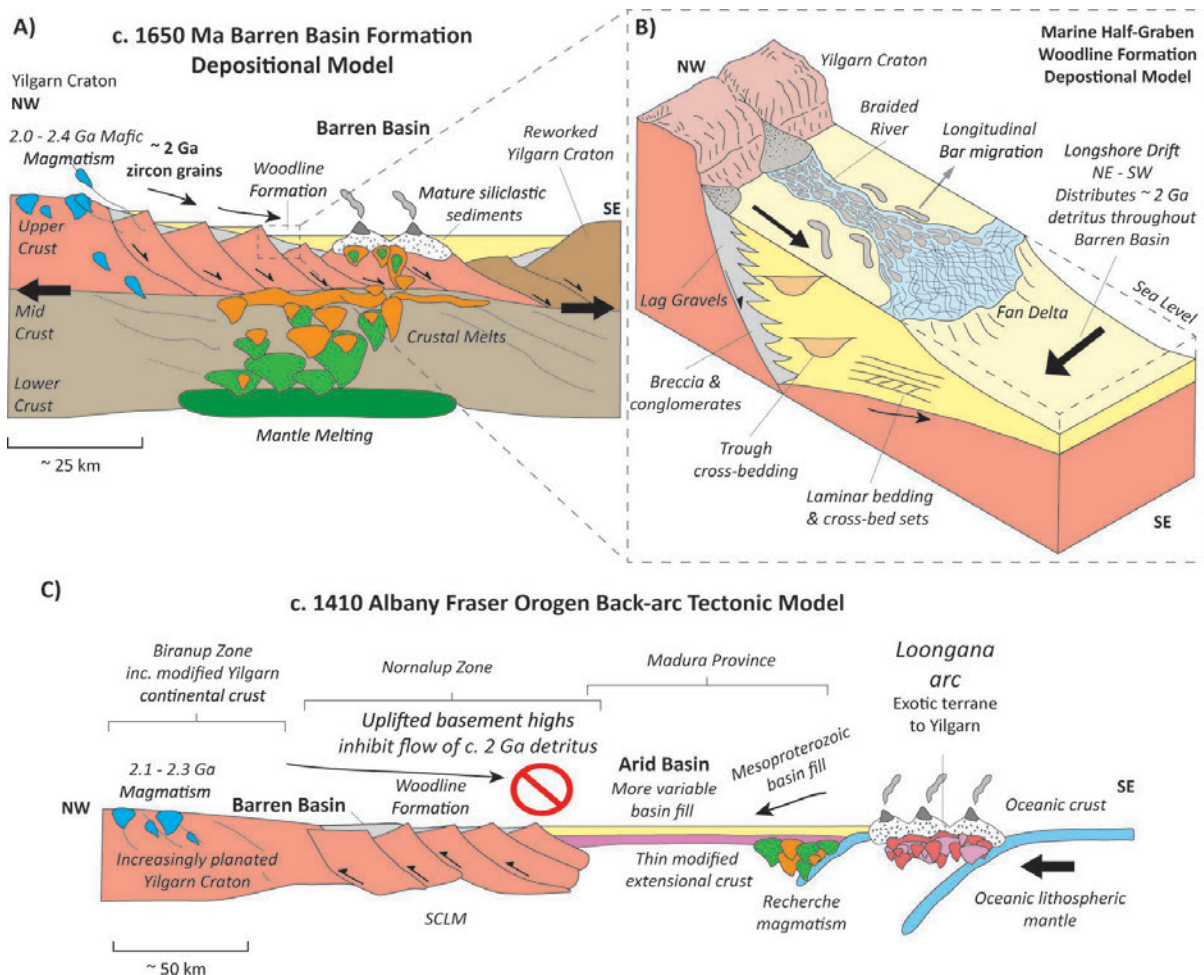 A)
c. 1650 Ma Barren Basin Formation
Depositional Model
Yilgarn Craton
NW
2.0 - 2.4 Ga Mafic
Magmatism
~ 2 Ga
zircon grains
Barren Basin
Woodline
Formation
Mature siliclastic
sediments
Reworked
Yilgarn Craton
SE
Upper
Crust
Mid
Crust
Crustal Melts
Lower
Crust
Mantle Melting
~ 25 km
B)
Marine Half-Graben
Woodline Formation
Depostional Model
NW
Yilgarn Craton
Braided
River
Longitudinal
Bar migration
Longshore Drift
NE - SW
Distributes ~ 2 Ga
detritus throughout
Barren Basin
Lag Gravels
Fan Delta
Sea Level
Breccia &
conglomerates
Trough
cross-bedding
Laminar bedding
& cross-bed sets
SE
C)
c. 1410 Albany Fraser Orogen Back-arc Tectonic Model
Biranup Zone
inc. modified Yilgarn
continental crust
Nornalup Zone
Madura Province
Loongana
arc
Exotic terrane
to Yilgarn
Uplifted basement highs
inhibit flow of c. 2 Ga detritus
2.1 - 2.3 Ga
Magmatism
NW
Barren Basin
Woodline
Formation
Arid Basin
More variable
basin fill
Mesoproterozoic
basin fill
Oceanic crust
SE
Increasingly planated
Yilgarn Craton
Thin modified
extensional crust
SCLM
Recherche
magmatism
Oceanic lithospheric
mantle
~ 50 km